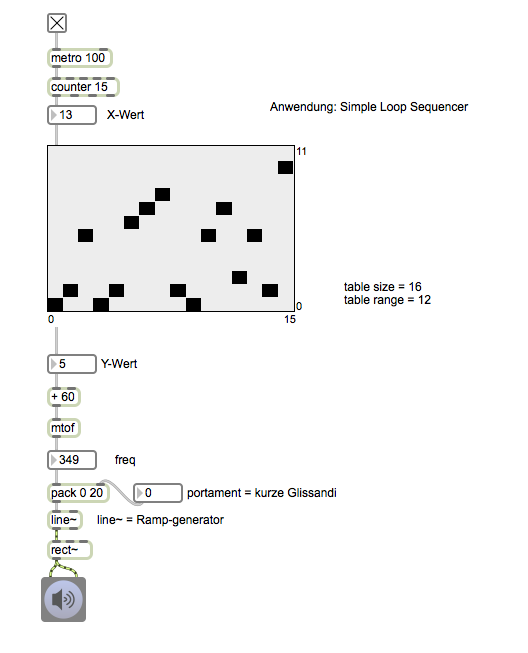 metro 100
counter 15
Anwendung: Simple Loop Sequencer
13 X-Wert
11
table size = 16
table range = 12
0
0 15
5 Y-Wert
+ 60
mtof
349 freq
pack 0 20 0 portament = kurze Glissandi
line~ line~ = Ramp-generator
rect~